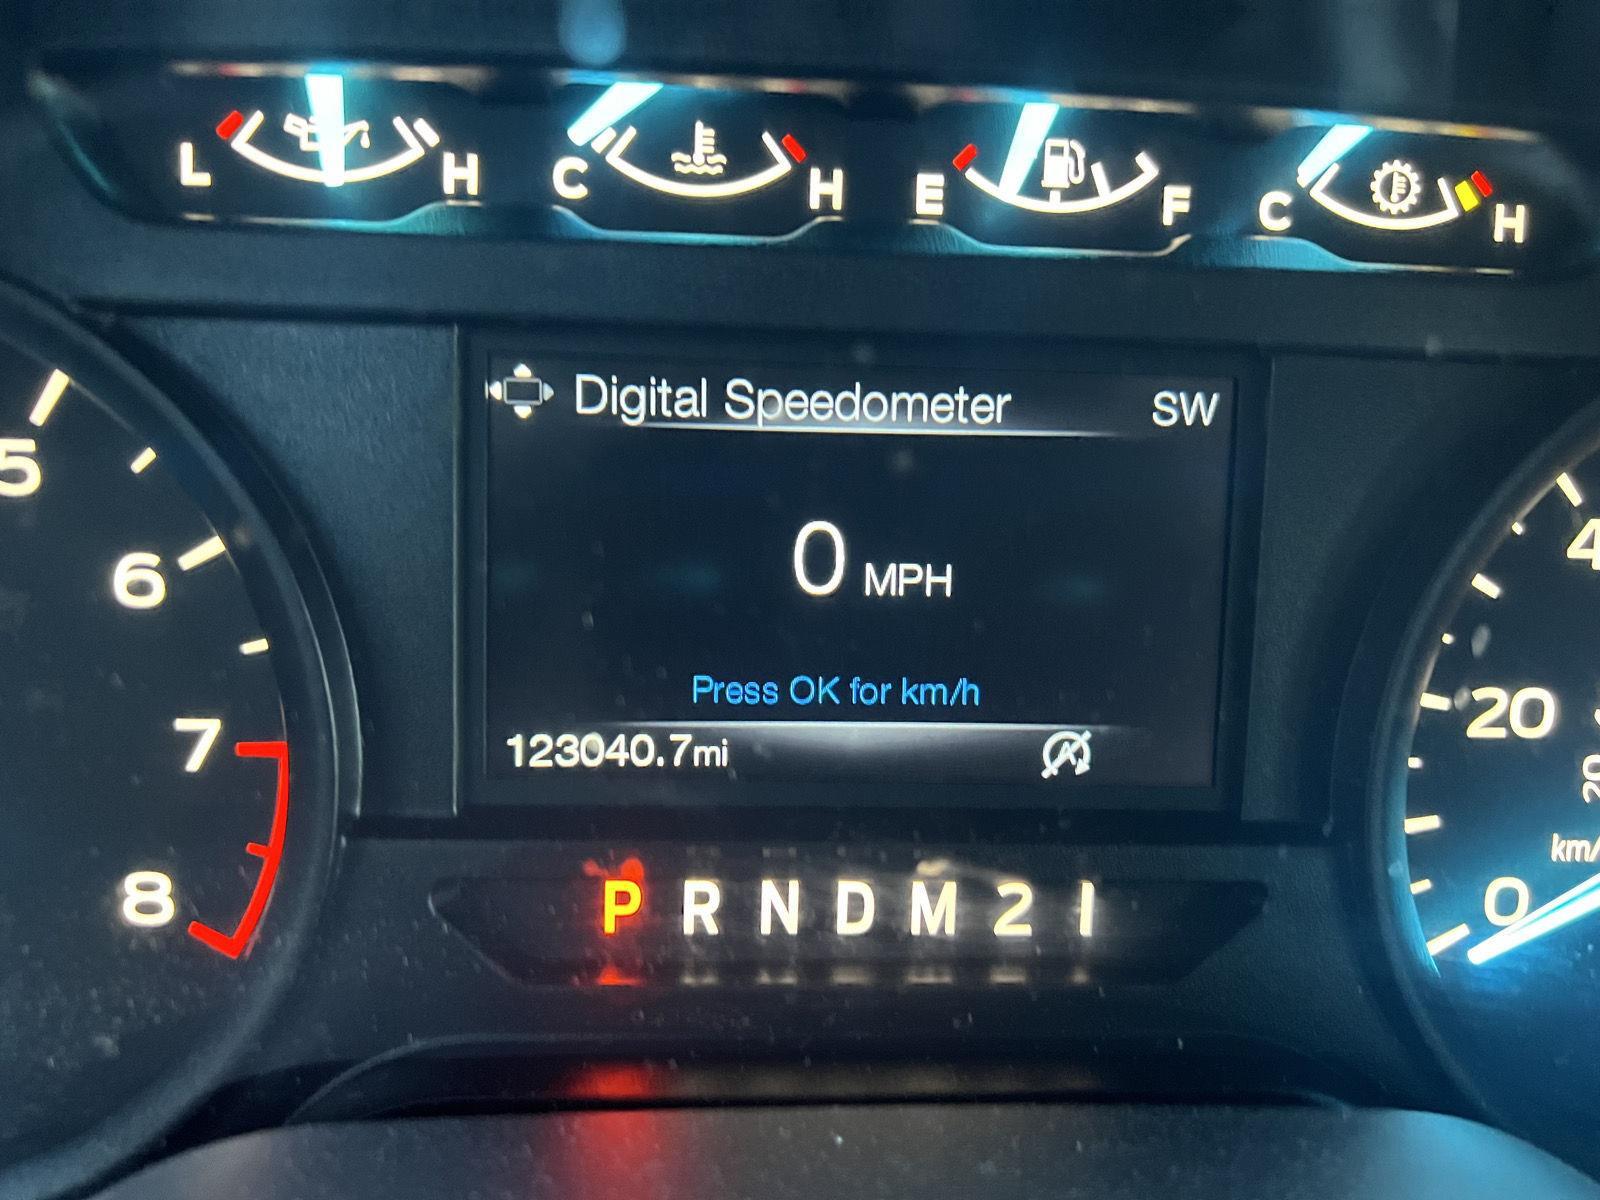 L H C H E F C H
Digital Speedometer SW
0 MPH
Press OK for km/h
123040.7mi
P R N D M 2 1
5
6
7
8
20
0